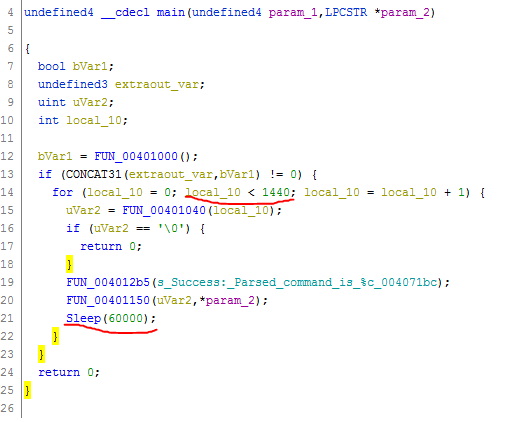 4 undefined4 __cdecl main(undefined4 param_1,LPCSTR *param_2)
5
6 {
7 bool bVar1;
8 undefined3 extraout_var;
9 uint uVar2;
10 int local_10;
11
12 bVar1 = FUN_00401000();
13 if (CONCAT31(extraout_var,bVar1) != 0) {
14 for (local_10 = 0; local_10 < 1440; local_10 = local_10 + 1) {
15 uVar2 = FUN_00401040(local_10);
16 if (uVar2 == '\0') {
17 return 0;
18 }
19 FUN_004012b5(s_Success:_Parsed_command_is_%c_004071bc);
20 FUN_00401150(uVar2,*param_2);
21 Sleep(60000);
22 }
23 }
24 return 0;
25 }
26